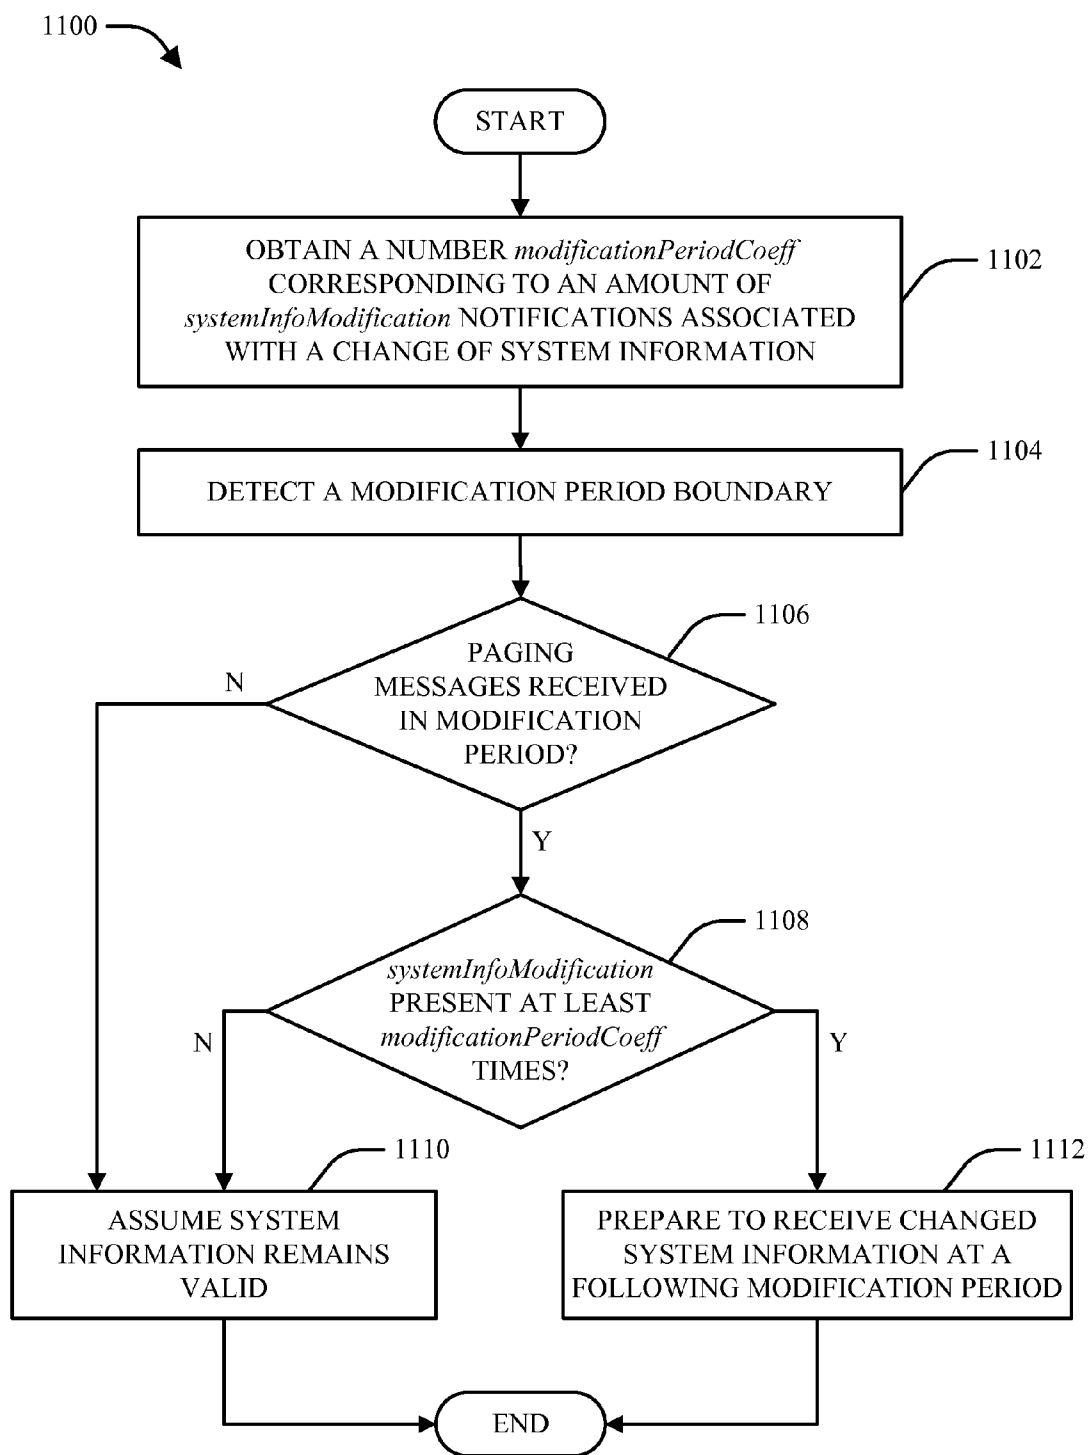 1100
START
OBTAIN A NUMBER modificationPeriodCoeff
CORRESPONDING TO AN AMOUNT OF
systemInfoModification NOTIFICATIONS ASSOCIATED
WITH A CHANGE OF SYSTEM INFORMATION
1102
DETECT A MODIFICATION PERIOD BOUNDARY
1104
PAGING
MESSAGES RECEIVED
IN MODIFICATION
PERIOD?
1106
N
Y
systemInfoModification
PRESENT AT LEAST
modificationPeriodCoeff
TIMES?
1108
N
Y
ASSUME SYSTEM
INFORMATION REMAINS
VALID
1110
PREPARE TO RECEIVE CHANGED
SYSTEM INFORMATION AT A
FOLLOWING MODIFICATION PERIOD
1112
END